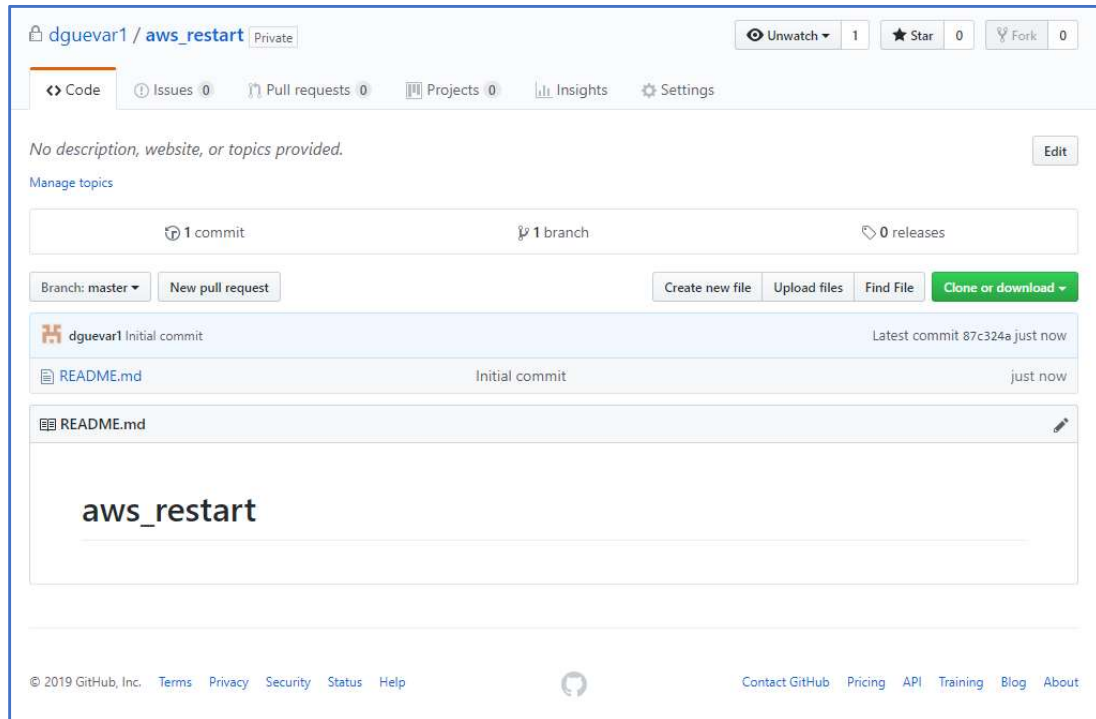 dguevar1 / aws_restart Private Unwatch 1 Star 0 Fork 0
Code Issues 0 Pull requests 0 Projects 0 Insights Settings
No description, website, or topics provided. Edit
Manage topics
1 commit 1 branch 0 releases
Branch: master New pull request Create new file Upload files Find File Clone or download
dguevar1 Initial commit Latest commit 87c324a just now
README.md Initial commit just now
README.md
aws_restart
© 2019 GitHub, Inc. Terms Privacy Security Status Help Contact GitHub Pricing API Training Blog About